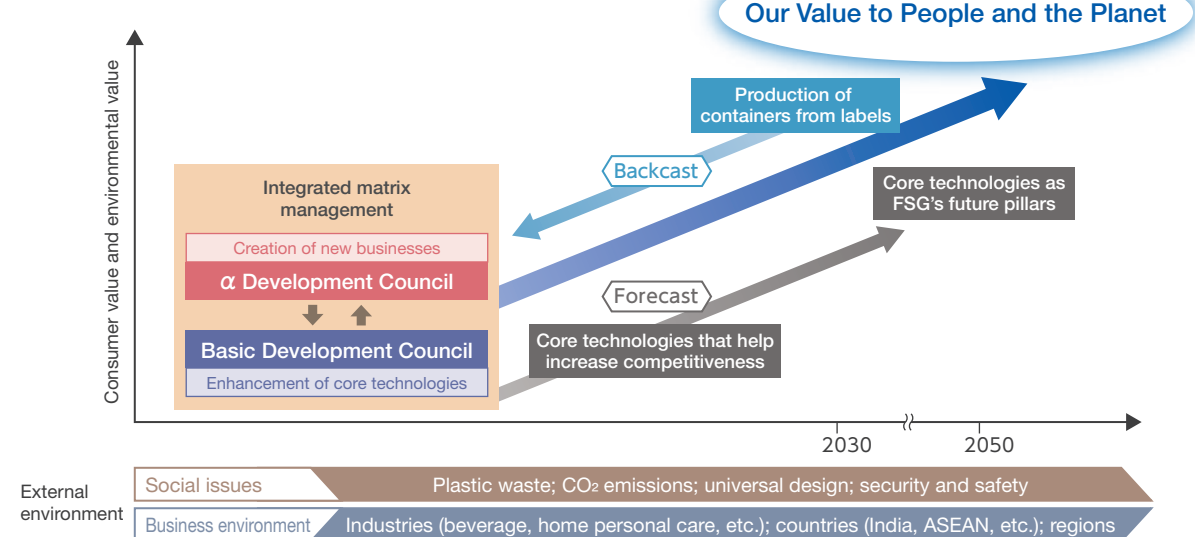 Our Value to People and the Planet
Consumer value and environmental value
Production of
containers from labels
Backcast
Integrated matrix
management
Creation of new businesses
α Development Council
Basic Development Council
Enhancement of core technologies
Core technologies as
FSG's future pillars
Forecast
Core technologies that help
increase competitiveness
2030
2050
External
environment
Social issues
Plastic waste; CO₂ emissions; universal design; security and safety
Business environment
Industries (beverage, home personal care, etc.); countries (India, ASEAN, etc.); regions